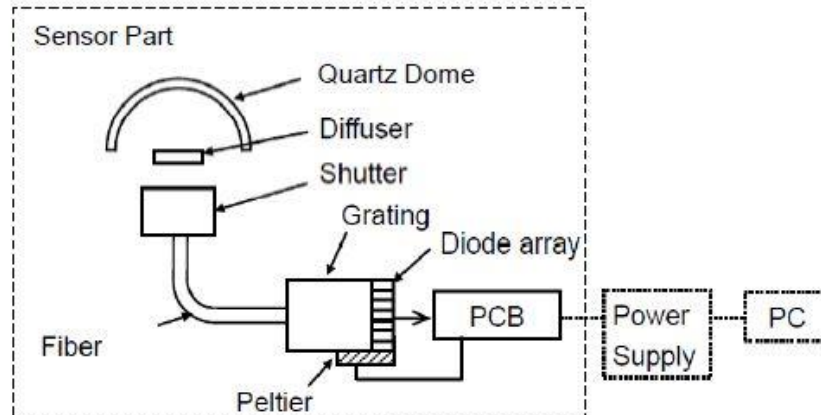 Sensor Part
Quartz Dome
Diffuser
Shutter
Grating
Diode array
PCB
Power
Supply
PC
Fiber
Peltier